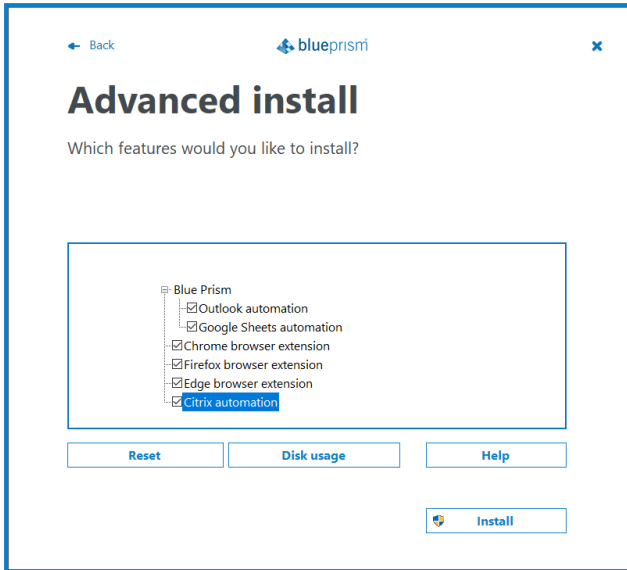 Back
blueprism
Advanced install
Which features would you like to install?
Blue Prism
Outlook automation
Google Sheets automation
Chrome browser extension
Firefox browser extension
Edge browser extension
Citrix automation
Reset
Disk usage
Help
Install